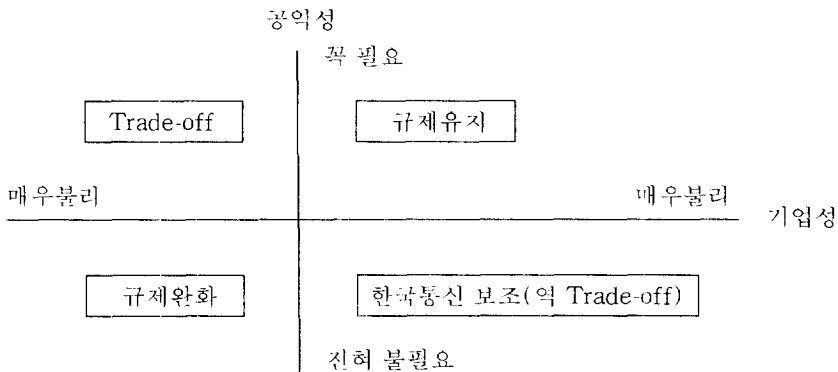 공익성
꼭 필요
Trade-off
규제유지
매우불리
매우불리
기업성
규제완화
한국통신 보조(역 Trade-off)
전혀 불필요